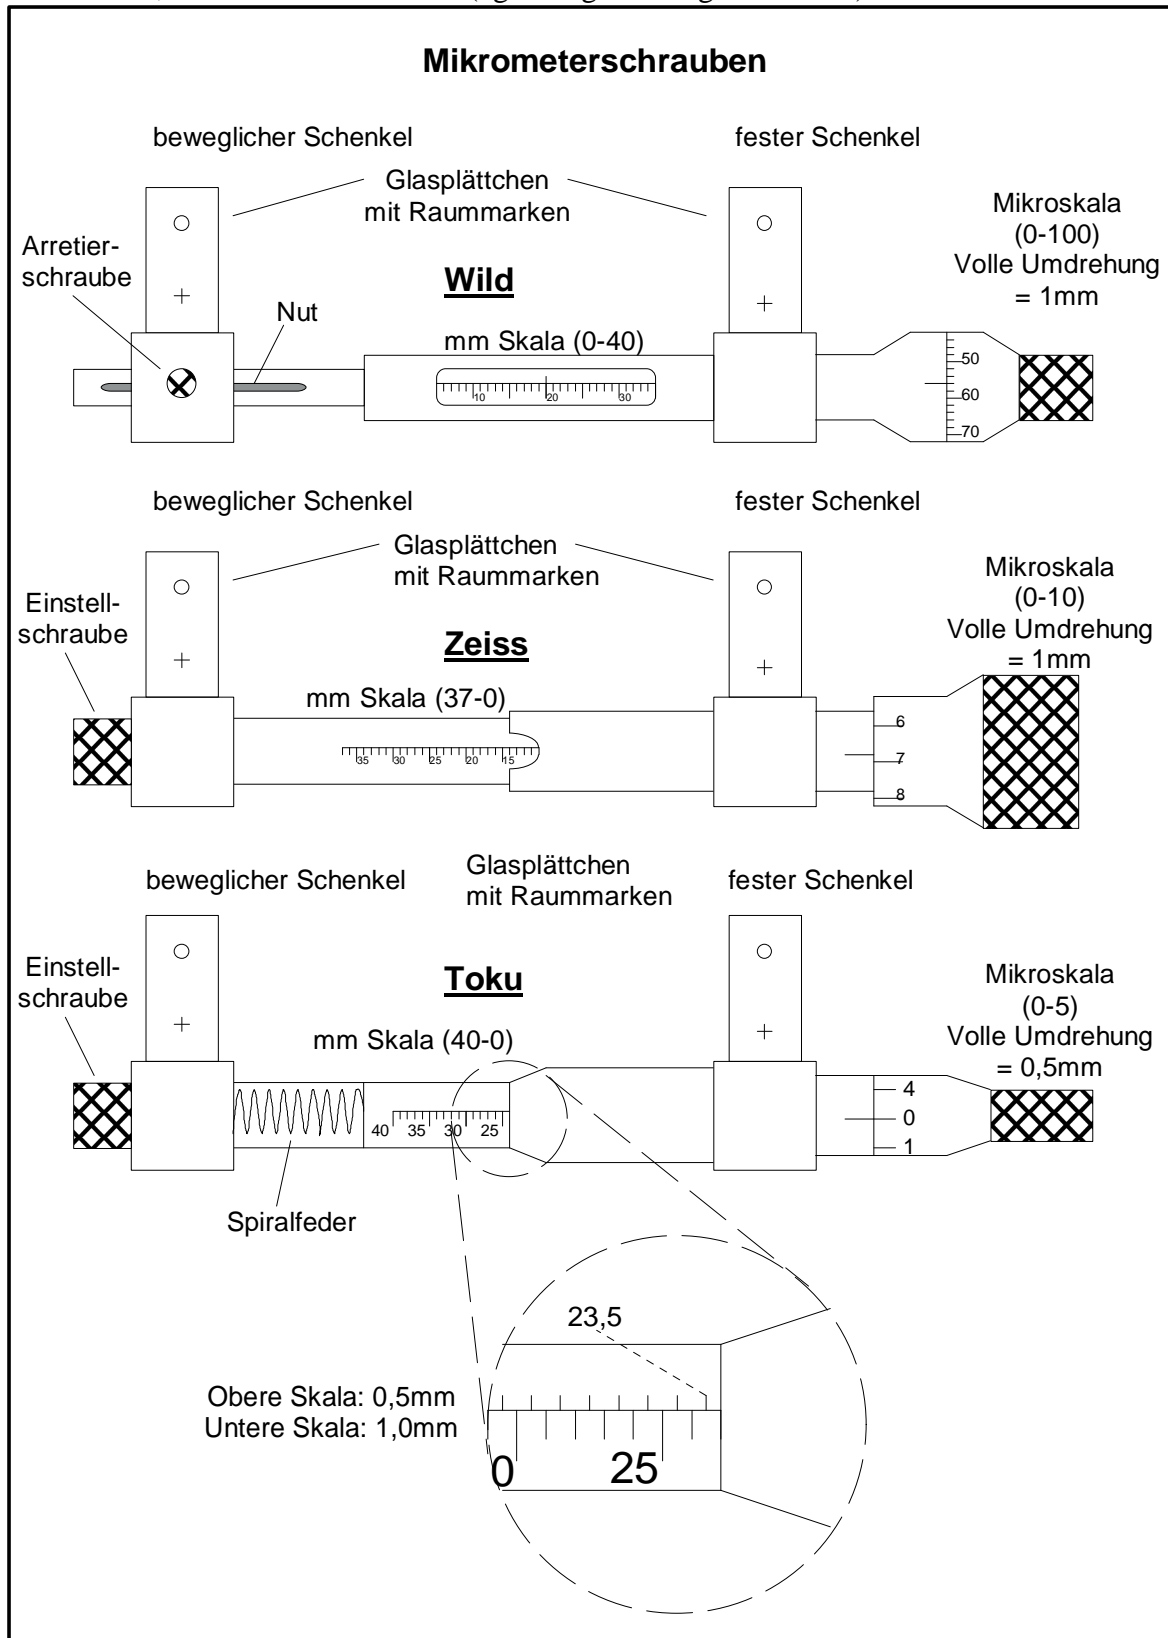 Mikrometerschrauben
beweglicher Schenkel
fester Schenkel
Glasplättchen
mit Raummarken
Mikroskala
(0-100)
Volle Umdrehung
= 1mm
Arretier-
schraube
Wild
Nut
mm Skala (0-40)
10 20 30
50
60
70
beweglicher Schenkel
fester Schenkel
Glasplättchen
mit Raummarken
Mikroskala
(0-10)
Volle Umdrehung
= 1mm
Einstell-
schraube
Zeiss
mm Skala (37-0)
35 30 25 20 15
6
7
8
beweglicher Schenkel
Glasplättchen
mit Raummarken
fester Schenkel
Einstell-
schraube
Toku
Mikroskala
(0-5)
Volle Umdrehung
= 0,5mm
mm Skala (40-0)
40 35 30 25
4
0
1
Spiralfeder
23,5
Obere Skala: 0,5mm
Untere Skala: 1,0mm
0 25